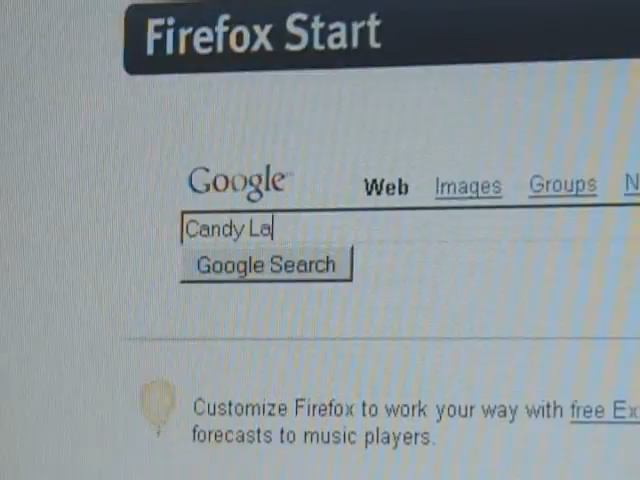 Firefox Start
Google
Web Images Groups N
Candy La
Google Search
Customize Firefox to work your way with free Ex
forecasts to music players.